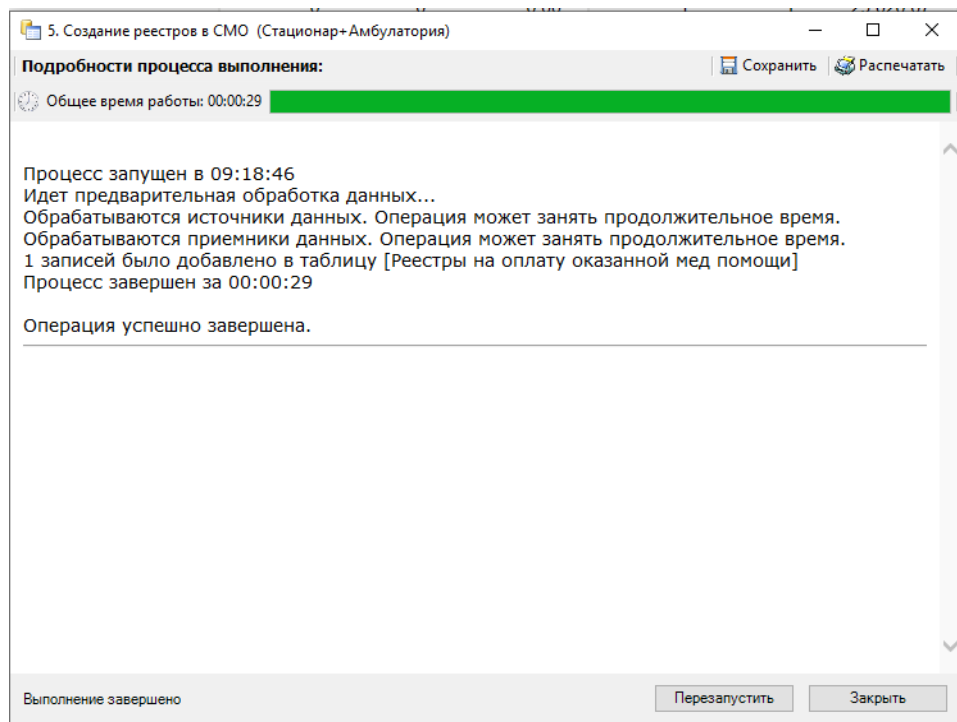 5. Создание реестров в СМО (Стационар+Амбулатория)
Подробности процесса выполнения:
Сохранить
Распечатать
Общее время работы: 00:00:29
Процесс запущен в 09:18:46
Идет предварительная обработка данных...
Обрабатываются источники данных. Операция может занять продолжительное время.
Обрабатываются приемники данных. Операция может занять продолжительное время.
1 записей было добавлено в таблицу [Реестры на оплату оказанной мед помощи]
Процесс завершен за 00:00:29
Операция успешно завершена.
Выполнение завершено
Перезапустить
Закрыть